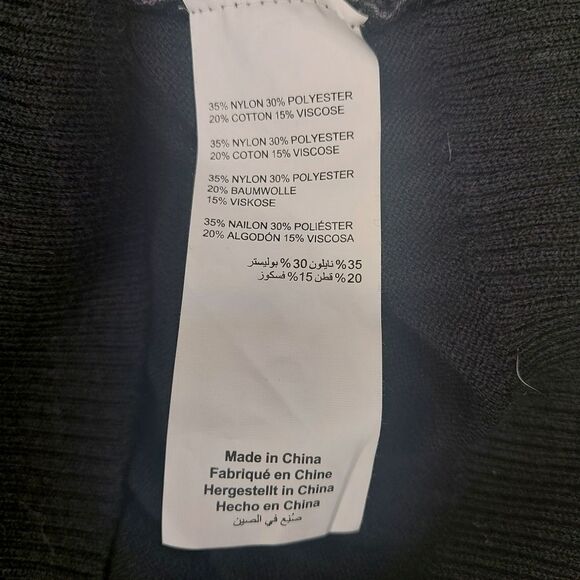 35% NYLON 30% POLYESTER
20% COTTON 15% VISCOSE
35% NYLON 30% POLYESTER
20% COTON 15% VISCOSE
35% NYLON 30% POLYESTER
20% BAUMWOLLE
15% VISKOSE
35% NAILON 30% POLIÉSTER
20% ALGODÓN 15% VISCOSA
35% نايلون 30% بوليستر
20% قطن 15% فسكوز
Made in China
Fabriqué en Chine
Hergestellt in China
Hecho en China
صُنِع في الصين